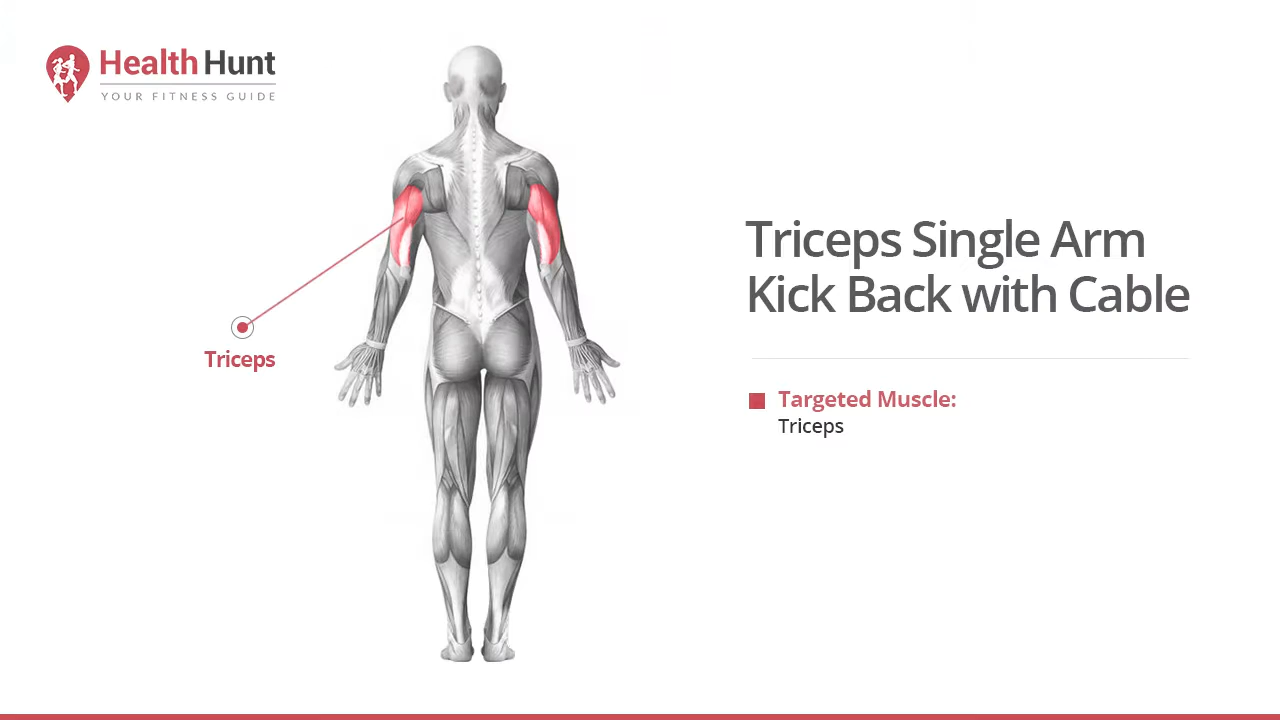 Health Hunt
YOUR FITNESS GUIDE
Triceps Single Arm
Kick Back with Cable
Triceps
Targeted Muscle:
Triceps